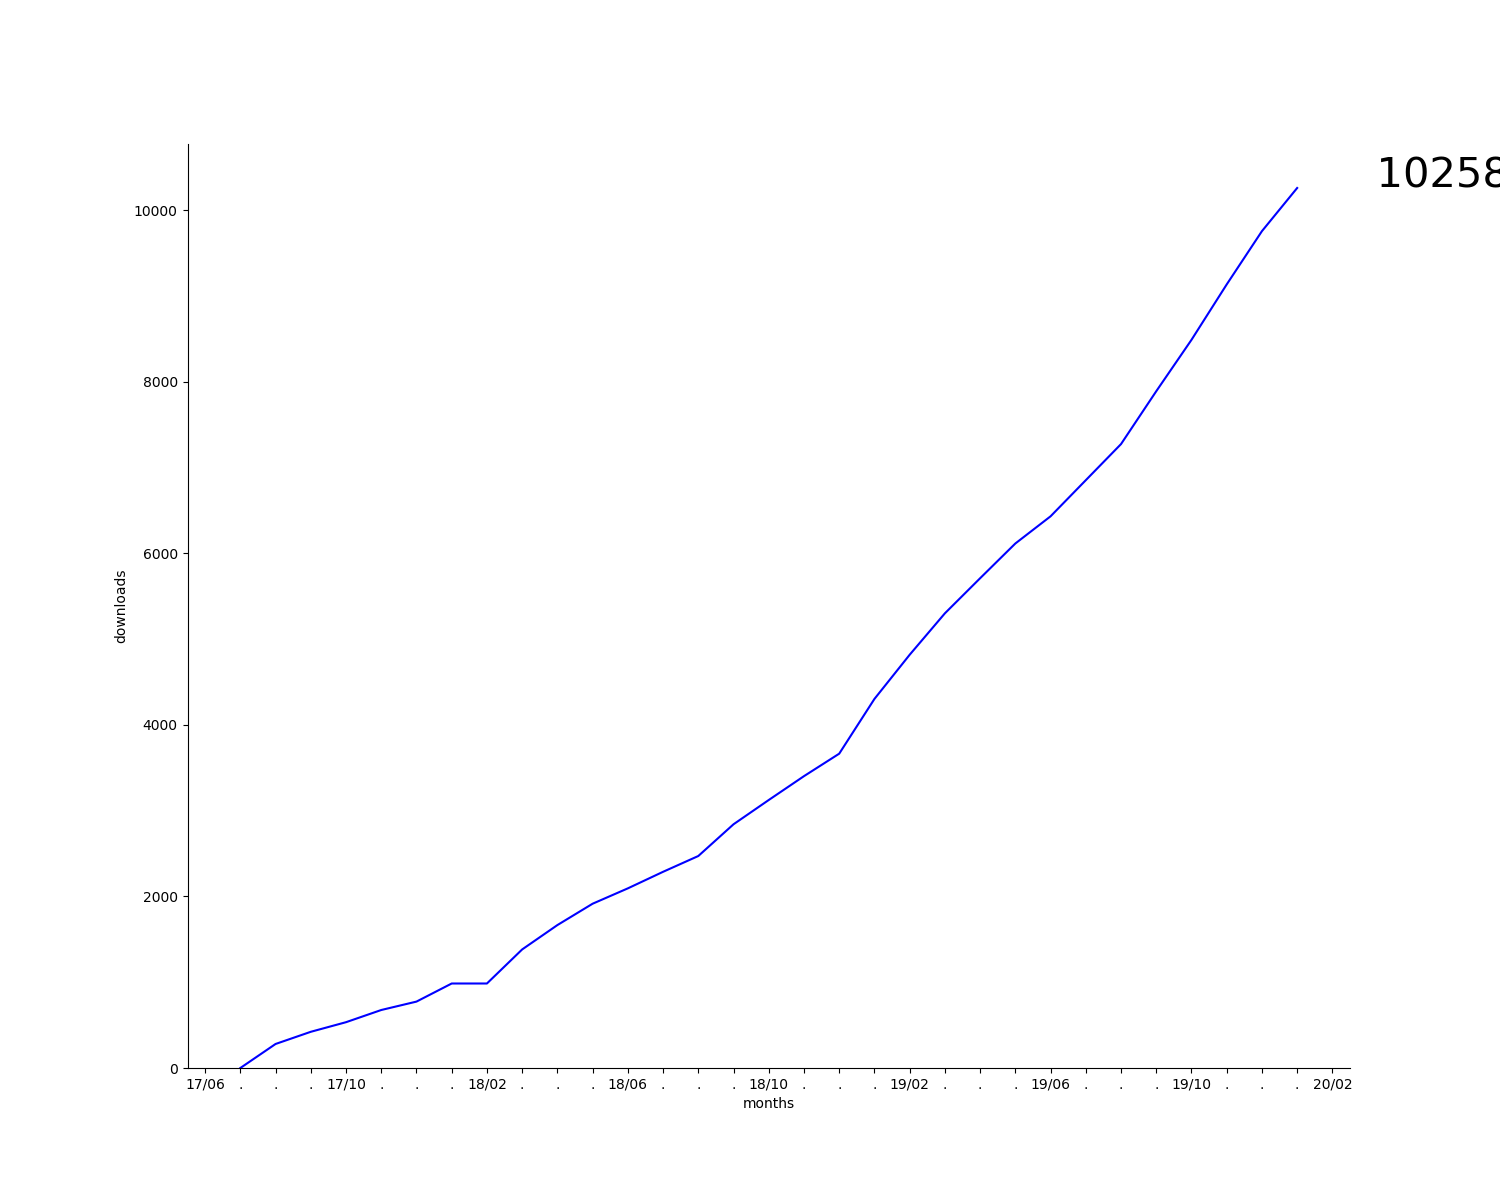 10258
10000
8000
6000
4000
2000
0
downloads
17/06 . . . 17/10 . . . 18/02 . . . 18/06 . . . 18/10 . . . 19/02 . . . 19/06 . . . 19/10 . . . 20/02
months